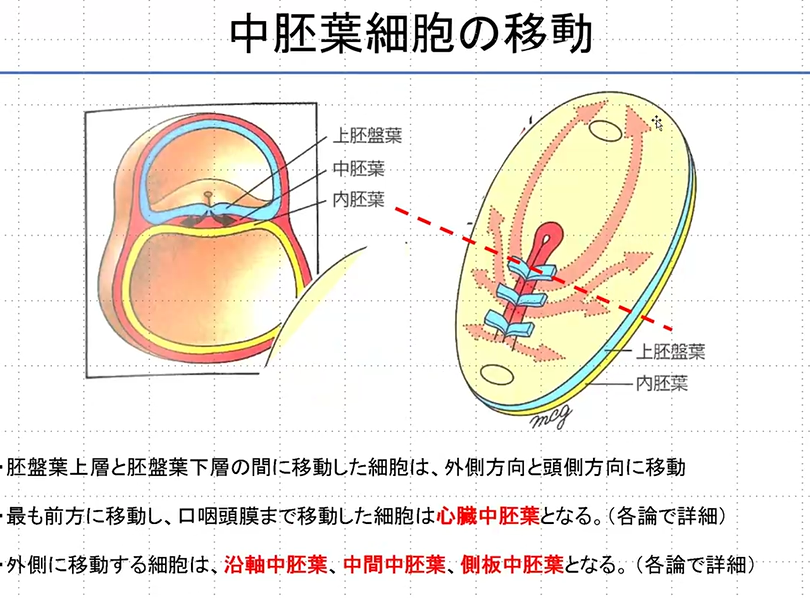 中胚葉細胞の移動
上胚盤葉
中胚葉
内胚葉
上胚盤葉
内胚葉
mcg
・胚盤葉上層と胚盤葉下層の間に移動した細胞は、外側方向と頭側方向に移動
・最も前方に移動し、口咽頭膜まで移動した細胞は心臓中胚葉となる。（各論で詳細）
・外側に移動する細胞は、沿軸中胚葉、中間中胚葉、側板中胚葉となる。（各論で詳細）